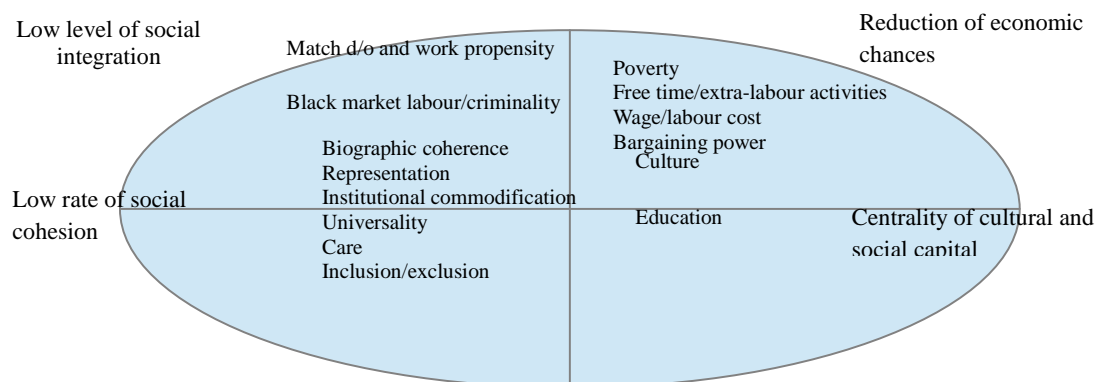 Low level of social
integration
Reduction of economic
chances
Match d/o and work propensity
Black market labour/criminality
Poverty
Free time/extra-labour activities
Wage/labour cost
Bargaining power
Culture
Biographic coherence
Representation
Institutional commodification
Universality
Care
Inclusion/exclusion
Low rate of social
cohesion
Education
Centrality of cultural and
social capital